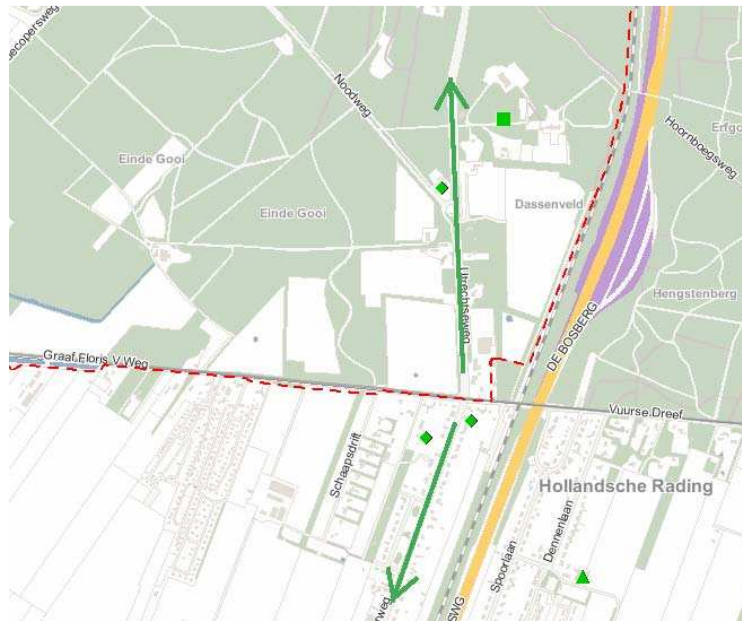 Noodweg
Hoornboegsweg
Einde Gooi
Einde Gooi
Dassenveld
Utrechtseweg
Hengstenberg
DE BOSBERG
Graaf Floris V Weg
Vuurse Dreef
Schaapsdrift
Hollandsche Rading
Dennenlaan
Spoorlaan